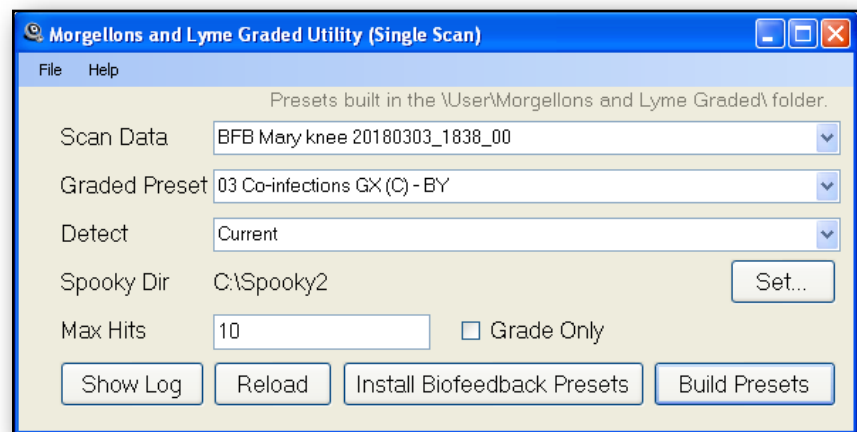 Morgellons and Lyme Graded Utility (Single Scan)
File Help
Presets built in the \User\Morgellons and Lyme Graded\ folder.
Scan Data BFB Mary knee 20180303_1838_00
Graded Preset 03 Co-infections GX (C) - BY
Detect Current
Spooky Dir C:\Spooky2 Set...
Max Hits 10 Grade Only
Show Log Reload Install Biofeedback Presets Build Presets